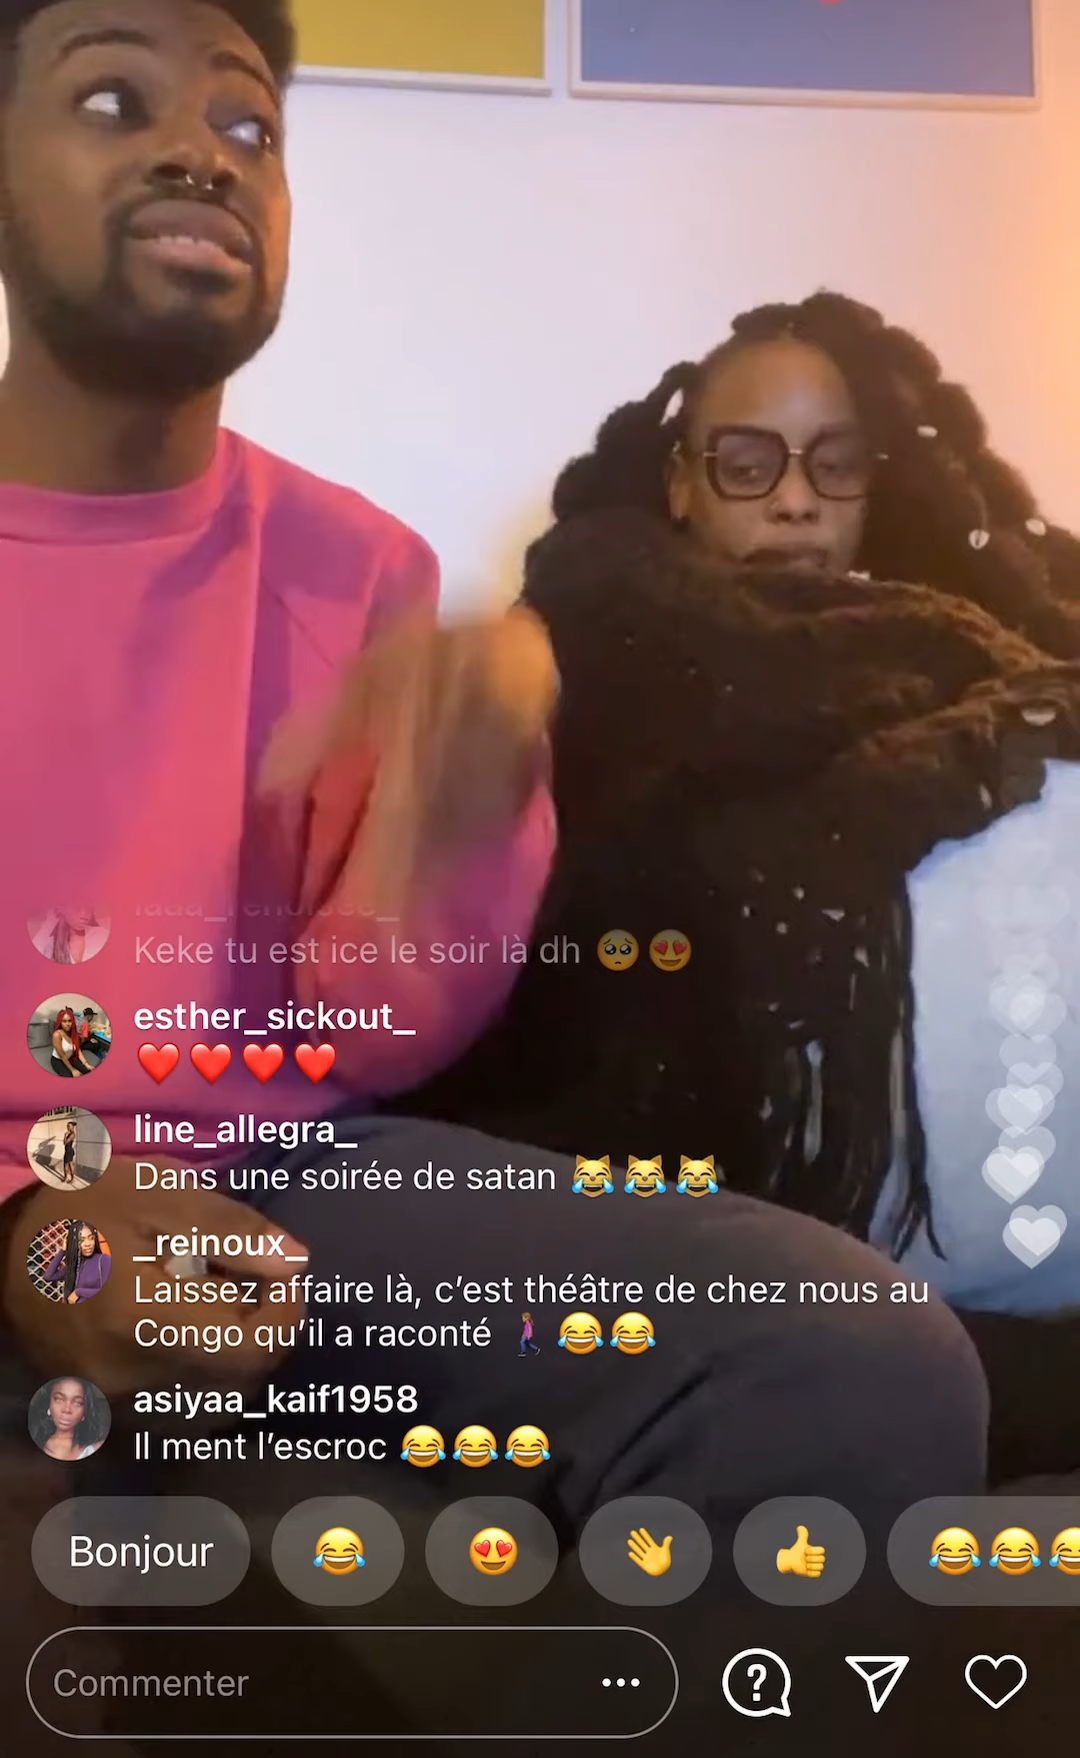 Keke tu est ice le soir là dh 🥺😍
esther_sickout_
❤️❤️❤️❤️
line_allegra_
Dans une soirée de satan 😹😹😹
_reinoux_
Laissez affaire là, c’est théâtre de chez nous au
Congo qu’il a raconté 🚶🏾‍♀️😂😂
asiyaa_kaif1958
Il ment l’escroc 😂😂😂
Bonjour 😂 😍 👋 👍 😂😂😂
Commenter ...